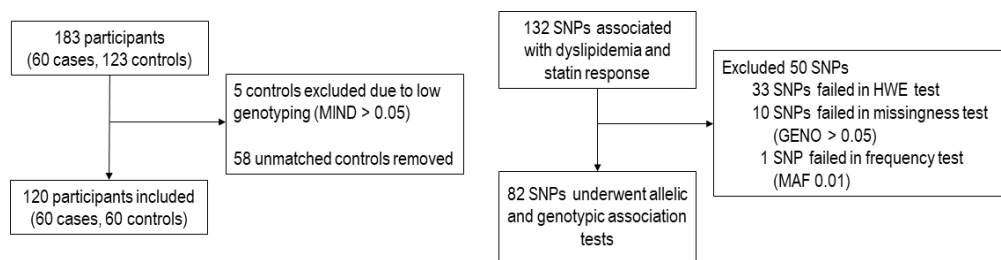 183 participants
(60 cases, 123 controls)
5 controls excluded due to low
genotyping (MIND > 0.05)
58 unmatched controls removed
120 participants included
(60 cases, 60 controls)
132 SNPs associated
with dyslipidemia and
statin response
Excluded 50 SNPs
33 SNPs failed in HWE test
10 SNPs failed in missingness test
(GENO > 0.05)
1 SNP failed in frequency test
(MAF 0.01)
82 SNPs underwent allelic
and genotypic association
tests